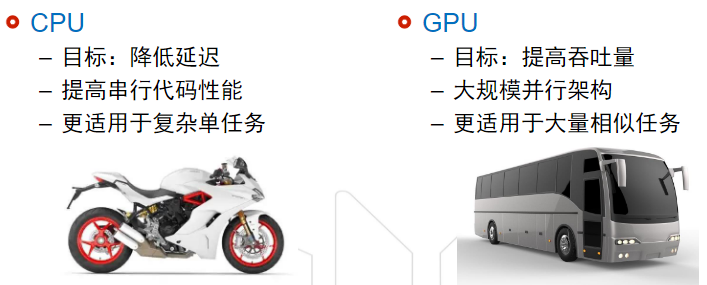 CPU
– 目标：降低延迟
– 提高串行代码性能
– 更适用于复杂单任务
GPU
– 目标：提高吞吐量
– 大规模并行架构
– 更适用于大量相似任务